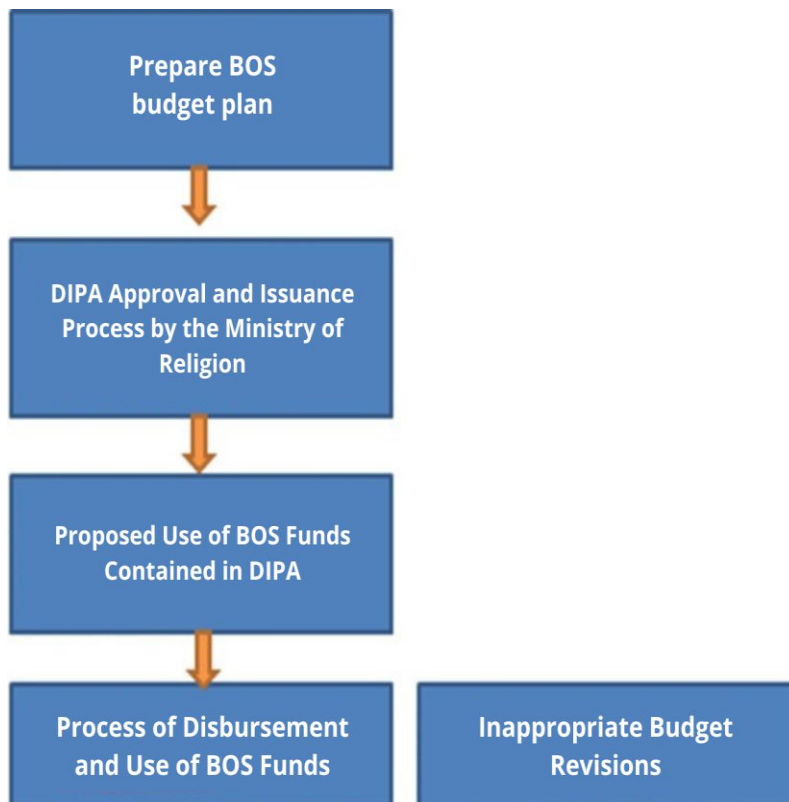 Prepare BOS
budget plan
DIPA Approval and Issuance
Process by the Ministry of
Religion
Proposed Use of BOS Funds
Contained in DIPA
Process of Disbursement
and Use of BOS Funds
Inappropriate Budget
Revisions